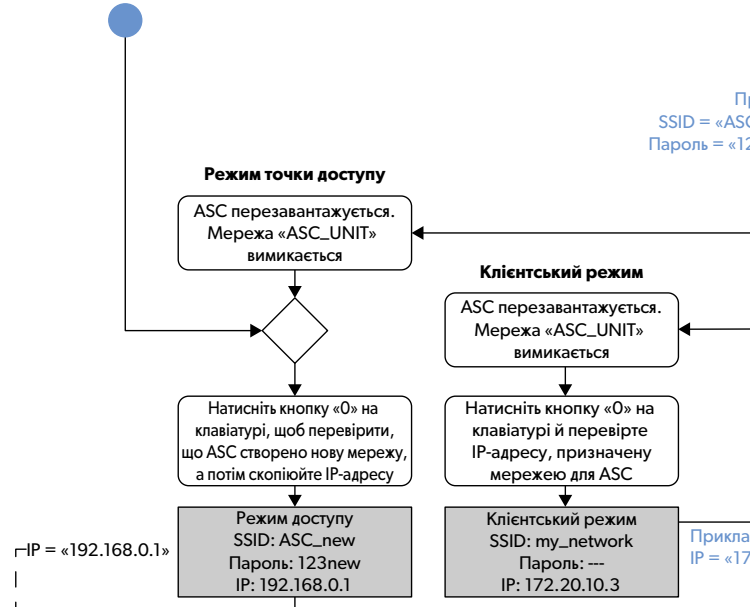 Пр
SSID = «ASC
Пароль = «12
Режим точки доступу
ASC перезавантажується.
Мережа «ASC_UNIT»
вимикається
Клієнтський режим
ASC перезавантажується.
Мережа «ASC_UNIT»
вимикається
Натисніть кнопку «0» на
клавіатурі, щоб перевірити,
що ASC створено нову мережу,
а потім скопіюйте IP-адресу
Натисніть кнопку «0» на
клавіатурі й перевірте
IP-адресу, призначену
мережею для ASC
Режим доступу
SSID: ASC_new
Пароль: 123new
IP: 192.168.0.1
Клієнтський режим
SSID: my_network
Пароль: ---
IP: 172.20.10.3
IP = «192.168.0.1»
Прикла
IP = «17